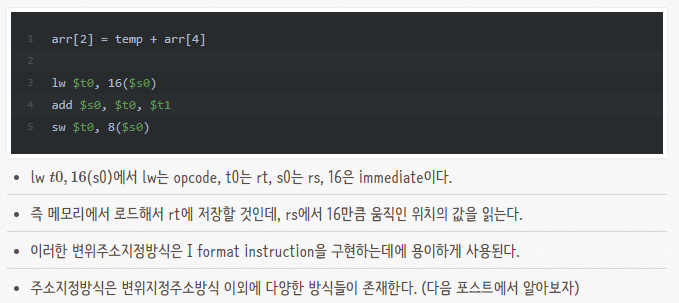 1 arr[2] = temp + arr[4]
2
3 lw $t0, 16($s0)
4 add $s0, $t0, $t1
5 sw $t0, 8($s0)
• lw t0, 16(s0)에서 lw는 opcode, t0는 rt, s0는 rs, 16은 immediate이다.
• 즉 메모리에서 로드해서 rt에 저장할 것인데, rs에서 16만큼 움직인 위치의 값을 읽는다.
• 이러한 변위주소지정방식은 I format instruction을 구현하는데에 용이하게 사용된다.
• 주소지정방식은 변위지정주소방식 이외에 다양한 방식들이 존재한다. (다음 포스트에서 알아보자)